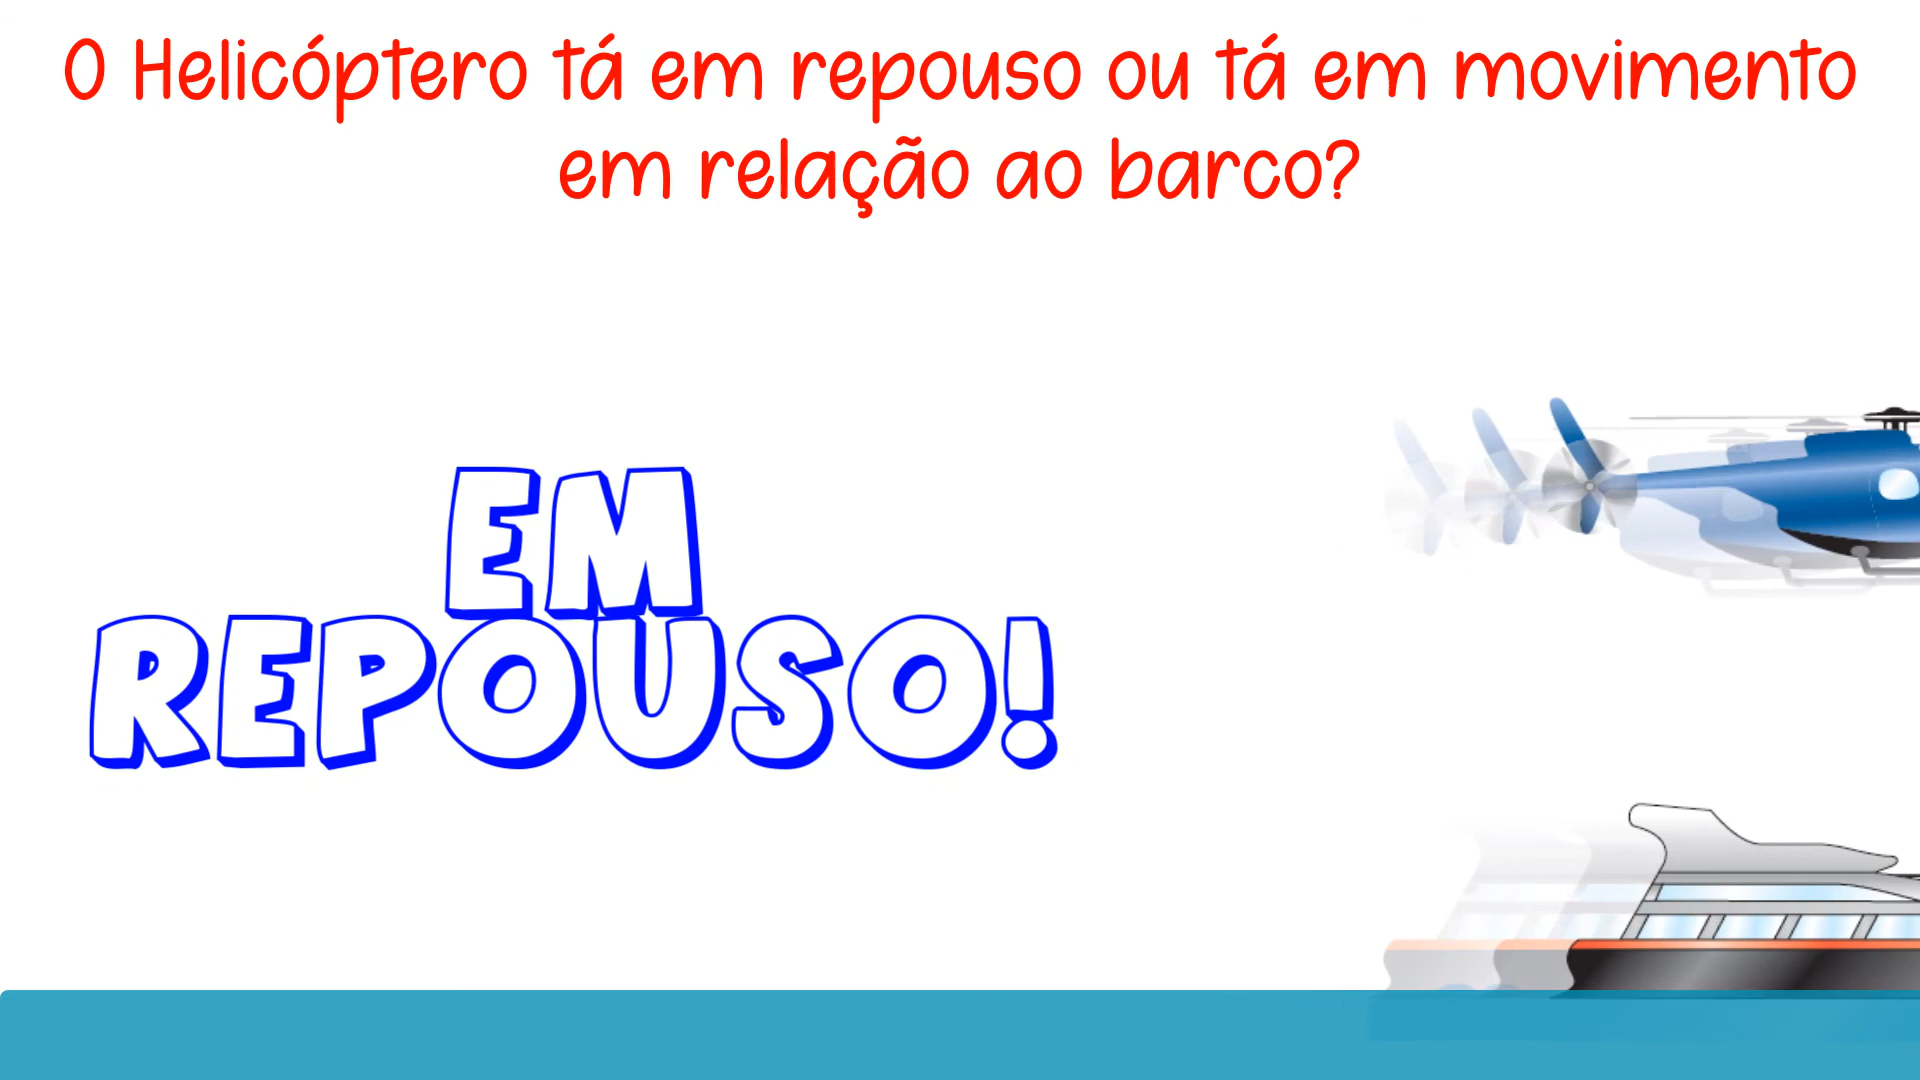 O Helicóptero tá em repouso ou tá em movimento
em relação ao barco?
EM
REPOUSO!